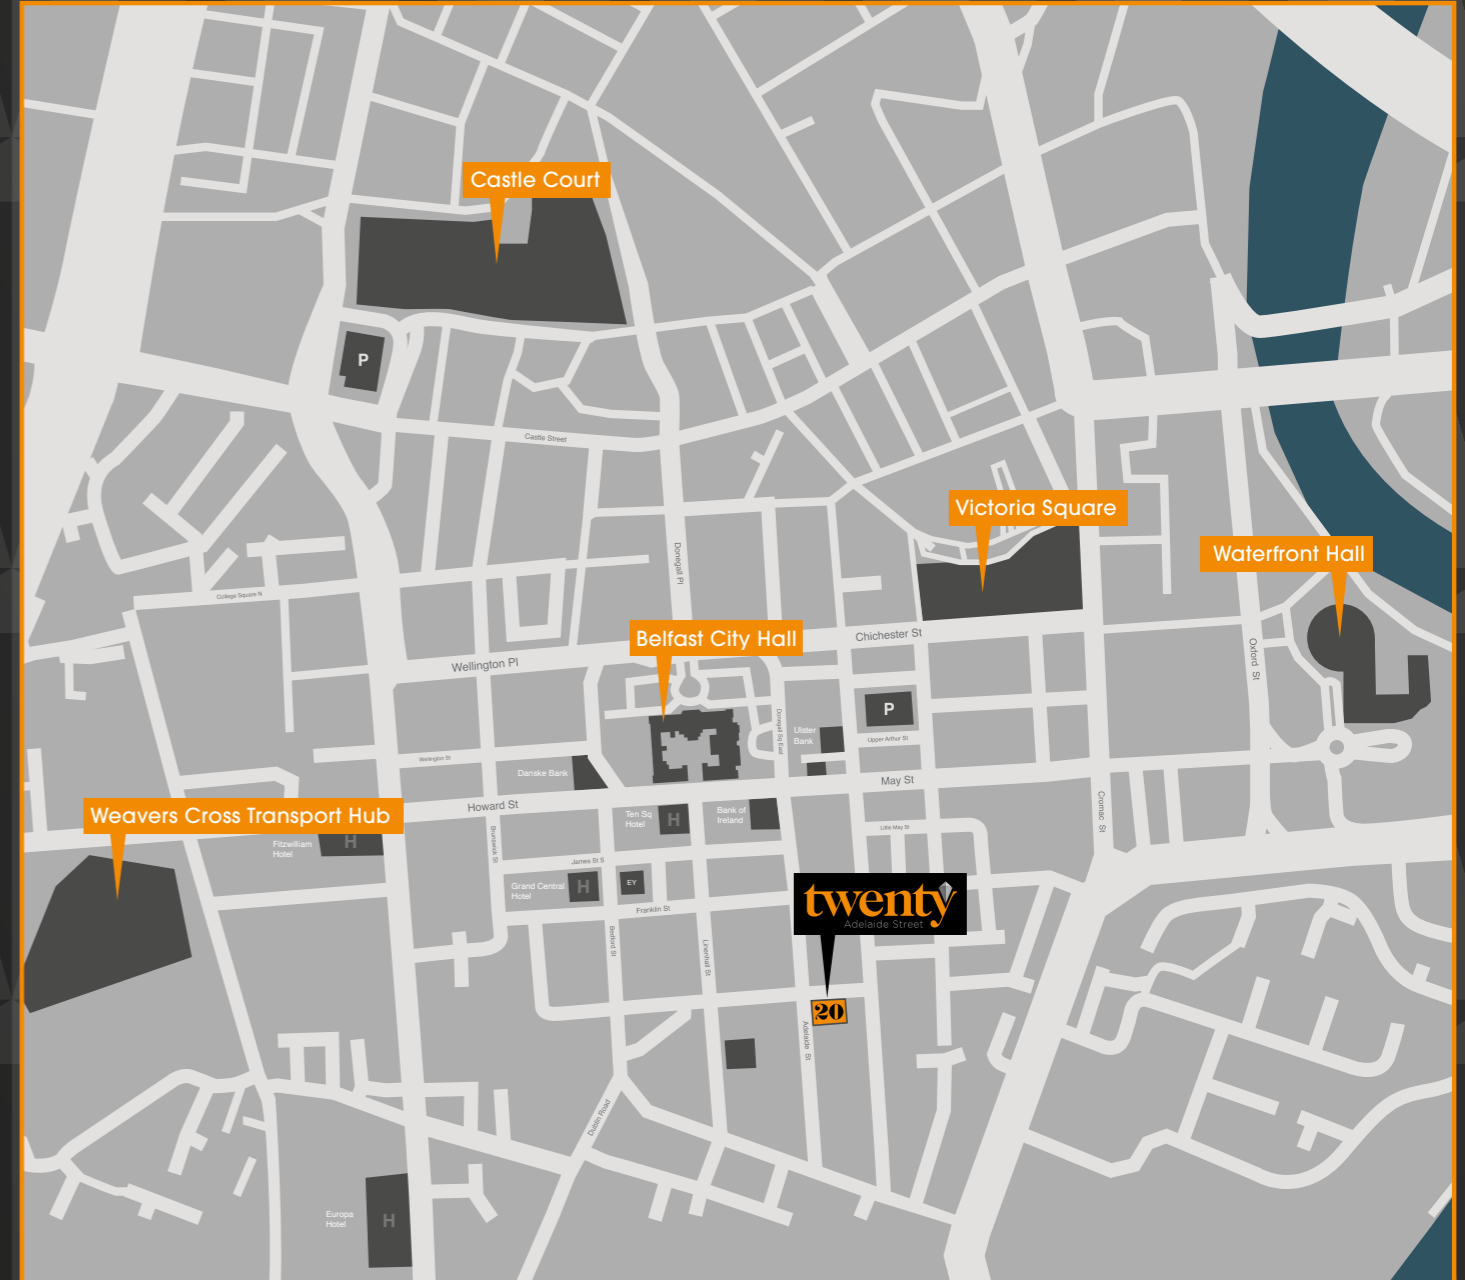 Castle Court
P
Castle Street
Victoria Square
Waterfront Hall
Donegall Pl
College Square N
Chichester St
Belfast City Hall
Wellington Pl
Oxford St
P
Donegall Sq East
Ulster
Bank
Upper Arthur St
Wellington St
Danske Bank
May St
Howard St
Weavers Cross Transport Hub
Ten Sq
Hotel
H
Bank of
Ireland
Cromac St
Little May St
Fitzwilliam
Hotel
H
Brunswick St
James St S
Grand Central
Hotel
H
EY
Franklin St
twenty
Adelaide Street
Bedford St
Linenhall St
20
Adelaide St
Dublin Road
Europa
Hotel
H